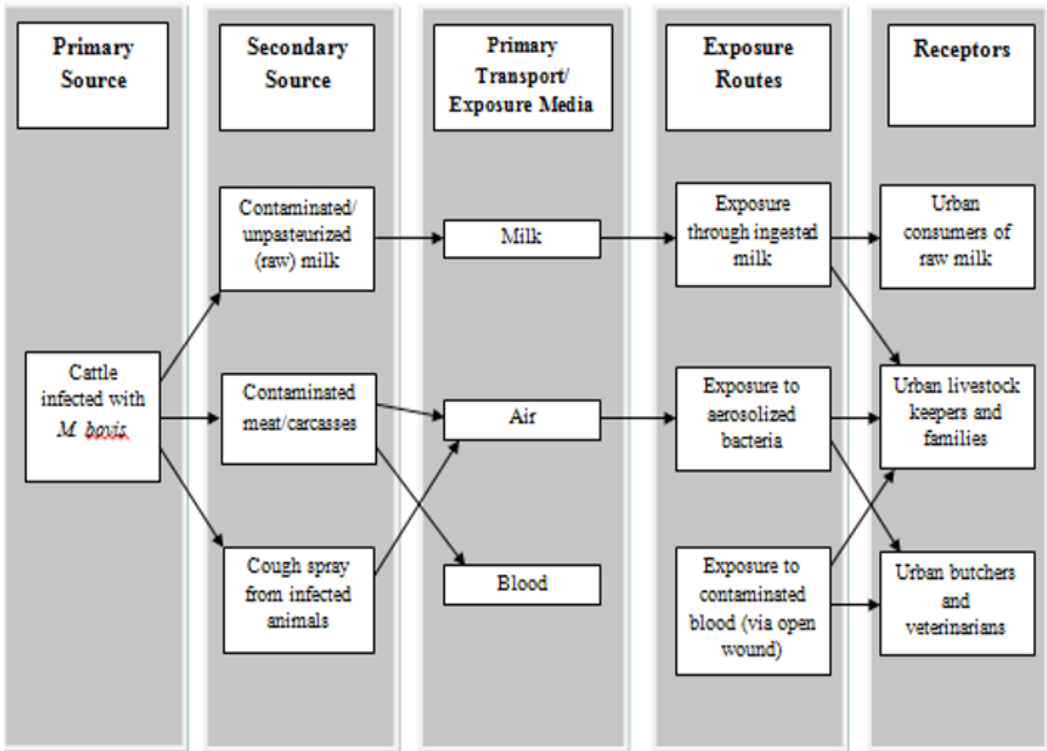 Primary
Source
Secondary
Source
Primary
Transport/
Exposure Media
Exposure
Routes
Receptors
Contaminated/
unpasteurized
(raw) milk
Milk
Exposure
through ingested
milk
Urban
consumers of
raw milk
Cattle
infected with
M. bovis.
Contaminated
meat/carcasses
Air
Exposure to
aerosolized
bacteria
Urban livestock
keepers and
families
Cough spray
from infected
animals
Blood
Exposure to
contaminated
blood (via open
wound)
Urban butchers
and
veterinarians